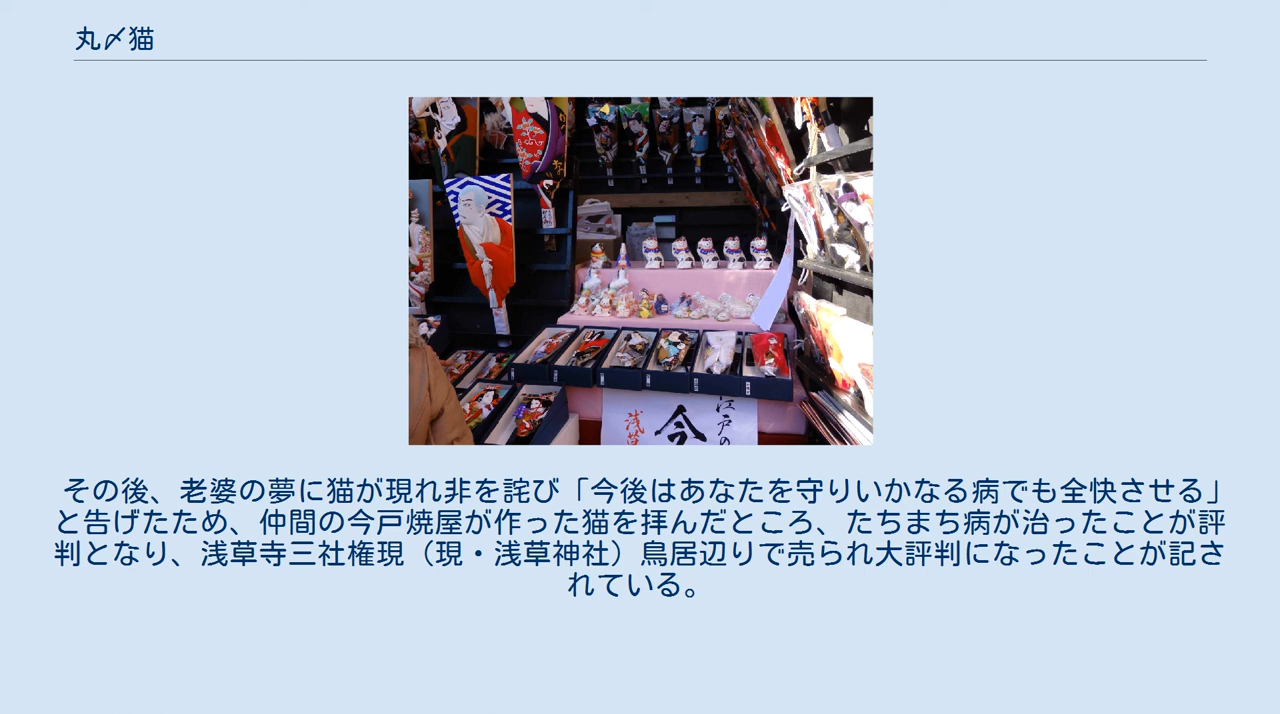 丸〆猫
江戸の
今
浅草
その後、老婆の夢に猫が現れ非を詫び「今後はあなたを守りいかなる病でも全快させる」
と告げたため、仲間の今戸焼屋が作った猫を拝んだところ、たちまち病が治ったことが評
判となり、浅草寺三社権現（現・浅草神社）鳥居辺りで売られ大評判になったことが記さ
れている。